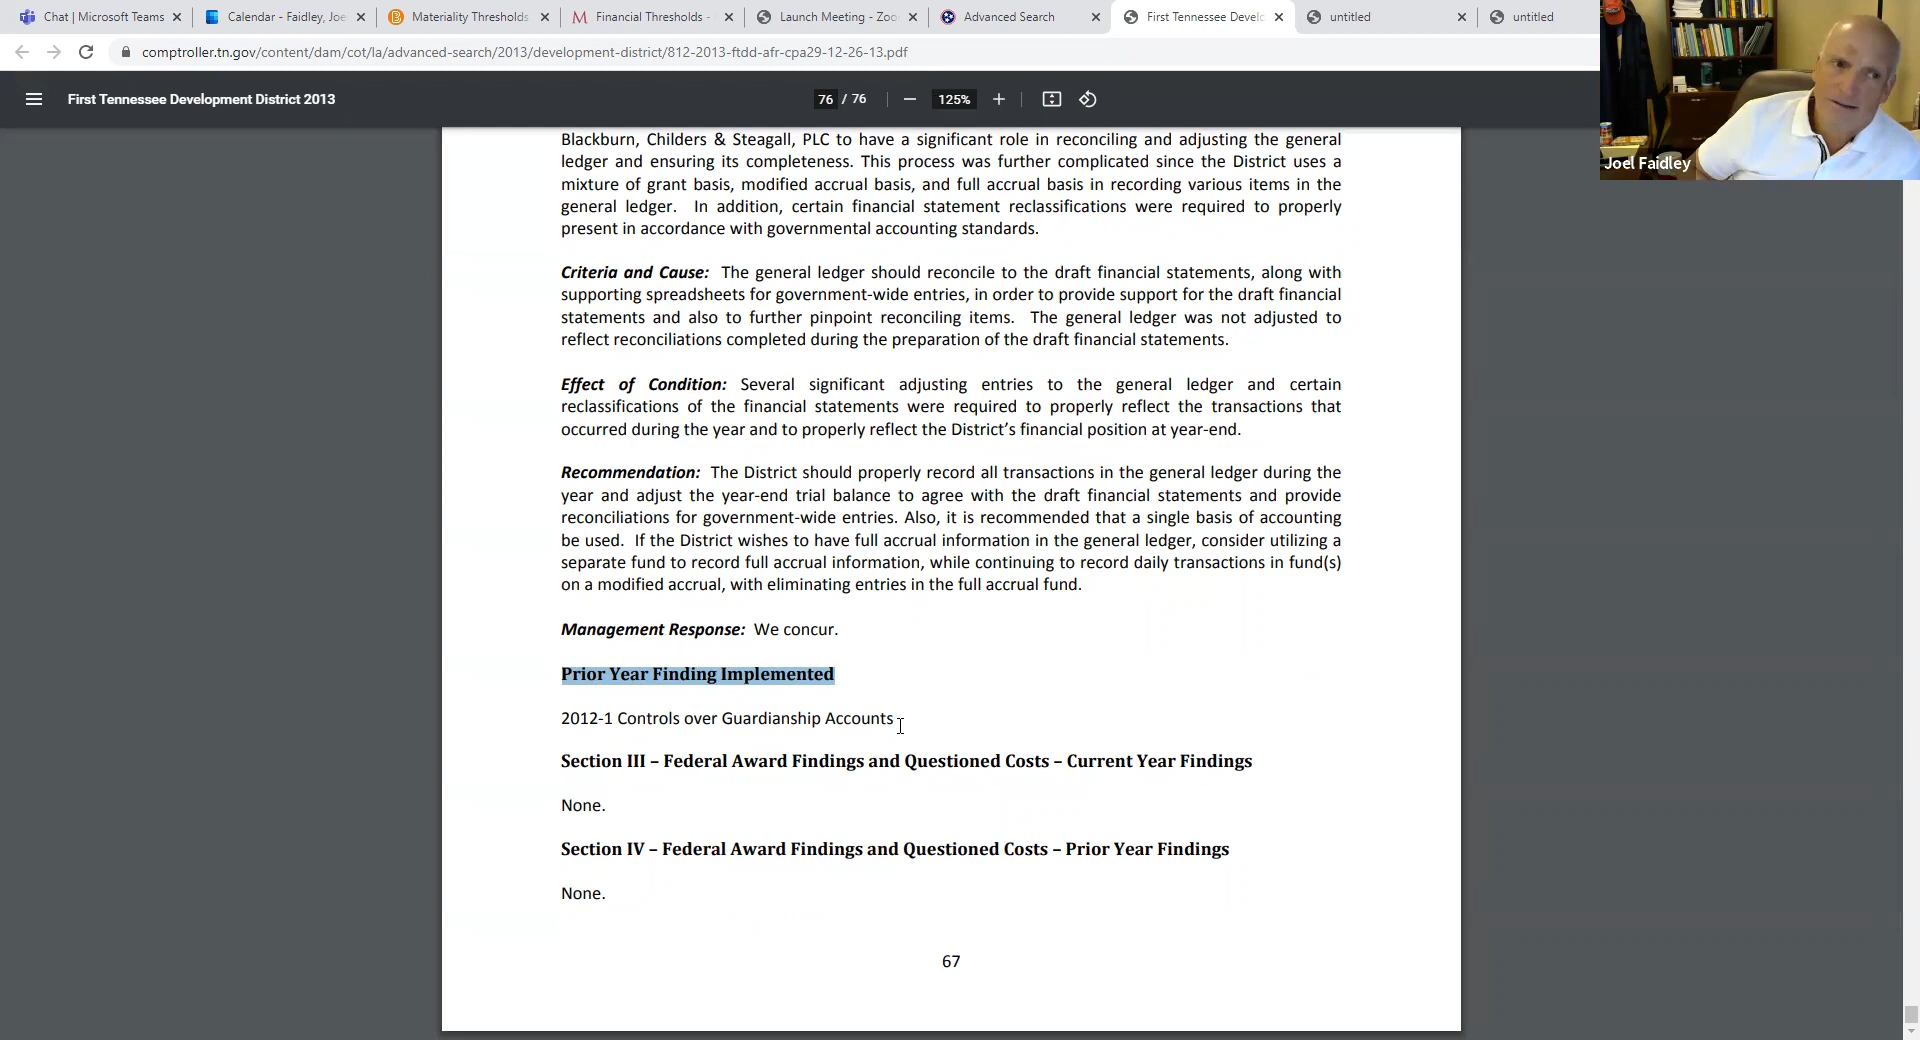 Chat | Microsoft Teams
Calendar - Faidley, Joe
Materiality Thresholds
Financial Thresholds -
Launch Meeting - Zoo
Advanced Search
First Tennessee Develo
untitled
untitled
comptroller.tn.gov/content/dam/cot/la/advanced-search/2013/development-district/812-2013-ftdd-afr-cpa29-12-26-13.pdf
First Tennessee Development District 2013
76 / 76
125%
Joel Faidley
Blackburn, Childers & Steagall, PLC to have a significant role in reconciling and adjusting the general
ledger and ensuring its completeness. This process was further complicated since the District uses a
mixture of grant basis, modified accrual basis, and full accrual basis in recording various items in the
general ledger. In addition, certain financial statement reclassifications were required to properly
present in accordance with governmental accounting standards.
Criteria and Cause: The general ledger should reconcile to the draft financial statements, along with
supporting spreadsheets for government-wide entries, in order to provide support for the draft financial
statements and also to further pinpoint reconciling items. The general ledger was not adjusted to
reflect reconciliations completed during the preparation of the draft financial statements.
Effect of Condition: Several significant adjusting entries to the general ledger and certain
reclassifications of the financial statements were required to properly reflect the transactions that
occurred during the year and to properly reflect the District's financial position at year-end.
Recommendation: The District should properly record all transactions in the general ledger during the
year and adjust the year-end trial balance to agree with the draft financial statements and provide
reconciliations for government-wide entries. Also, it is recommended that a single basis of accounting
be used. If the District wishes to have full accrual information in the general ledger, consider utilizing a
separate fund to record full accrual information, while continuing to record daily transactions in fund(s)
on a modified accrual, with eliminating entries in the full accrual fund.
Management Response: We concur.
Prior Year Finding Implemented
2012-1 Controls over Guardianship Accounts
Section III – Federal Award Findings and Questioned Costs – Current Year Findings
None.
Section IV – Federal Award Findings and Questioned Costs – Prior Year Findings
None.
67